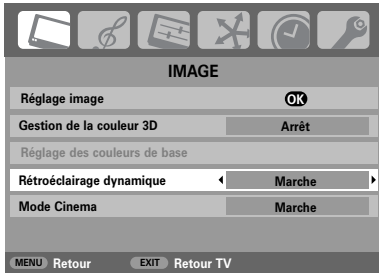 IMAGE
Réglage image OK
Gestion de la couleur 3D Arrêt
Réglage des couleurs de base
Rétroéclairage dynamique Marche
Mode Cinema Marche
MENU Retour EXIT Retour TV